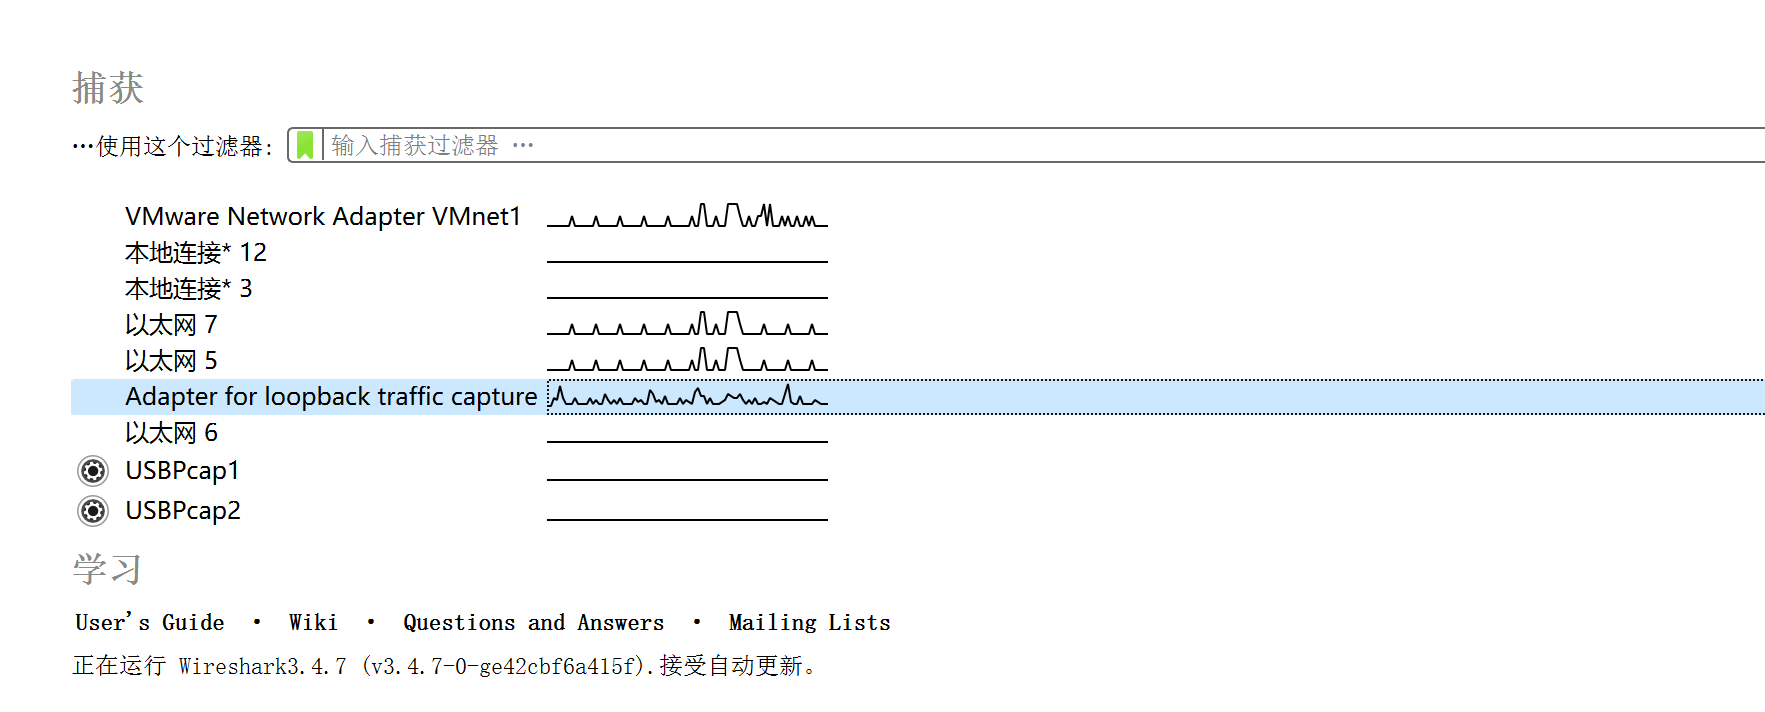 捕获
…使用这个过滤器: 输入捕获过滤器 …
VMware Network Adapter VMnet1
本地连接* 12
本地连接* 3
以太网 7
以太网 5
Adapter for loopback traffic capture
以太网 6
USBPcap1
USBPcap2
学习
User's Guide · Wiki · Questions and Answers · Mailing Lists
正在运行 Wireshark3.4.7 (v3.4.7-0-ge42cbf6a415f).接受自动更新。